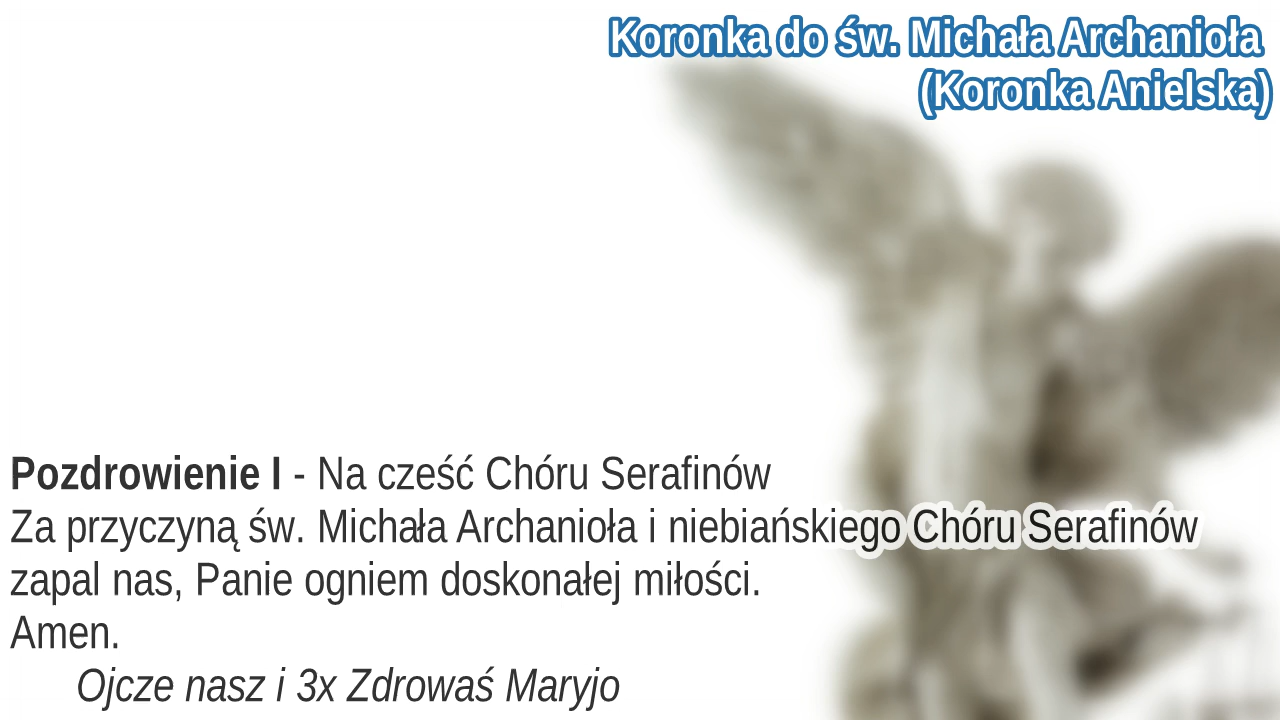 Koronka do św. Michała Archanioła
(Koronka Anielska)
Pozdrowienie I - Na cześć Chóru Serafinów
Za przyczyną św. Michała Archanioła i niebiańskiego Chóru Serafinów
zapal nas, Panie ogniem doskonałej miłości.
Amen.
Ojcze nasz i 3x Zdrowaś Maryjo